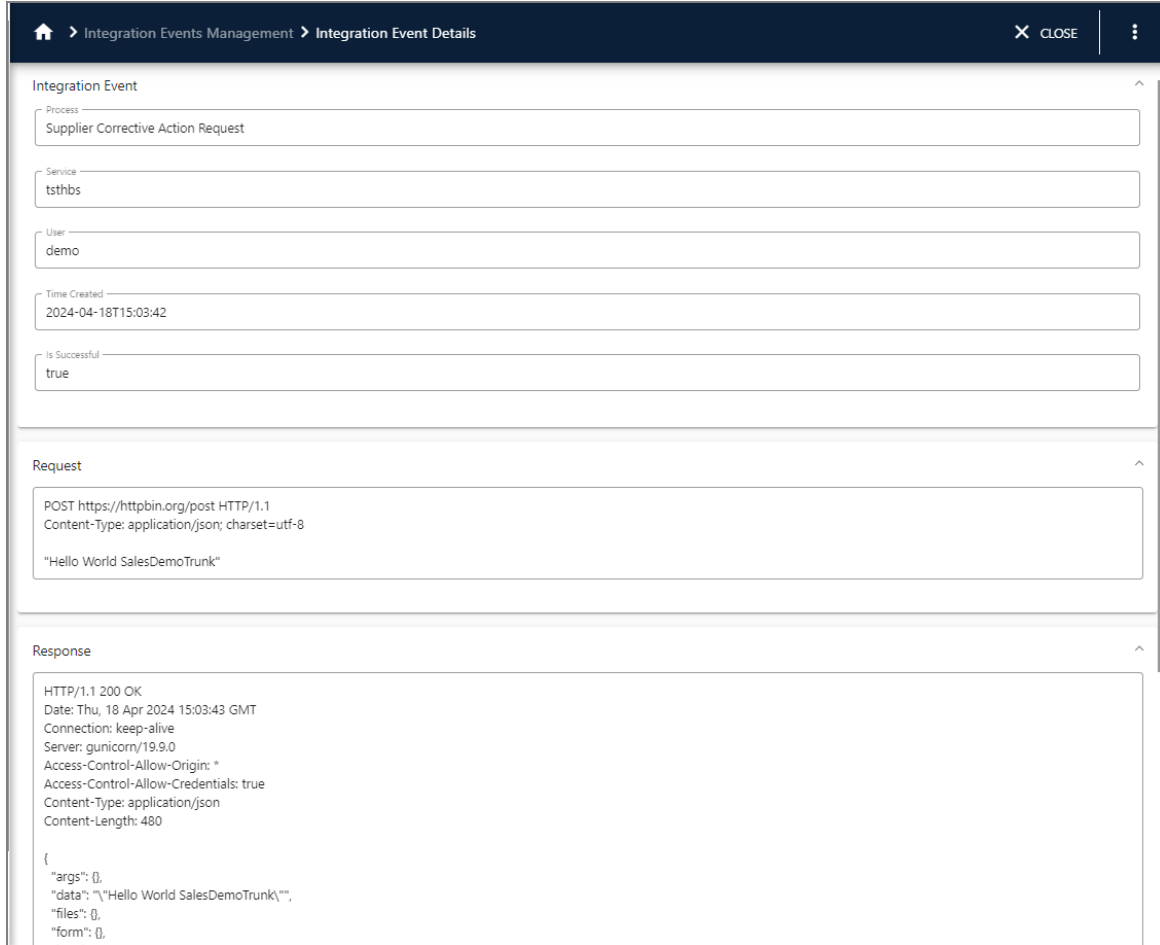 Integration Events Management > Integration Event Details
CLOSE
Integration Event
Process
Supplier Corrective Action Request
Service
tsthbs
User
demo
Time Created
2024-04-18T15:03:42
Is Successful
true
Request
POST https://httpbin.org/post HTTP/1.1
Content-Type: application/json; charset=utf-8
"Hello World SalesDemoTrunk"
Response
HTTP/1.1 200 OK
Date: Thu, 18 Apr 2024 15:03:43 GMT
Connection: keep-alive
Server: gunicorn/19.9.0
Access-Control-Allow-Origin: *
Access-Control-Allow-Credentials: true
Content-Type: application/json
Content-Length: 480
{
"args": {},
"data": "\"Hello World SalesDemoTrunk\"",
"files": {},
"form": {},